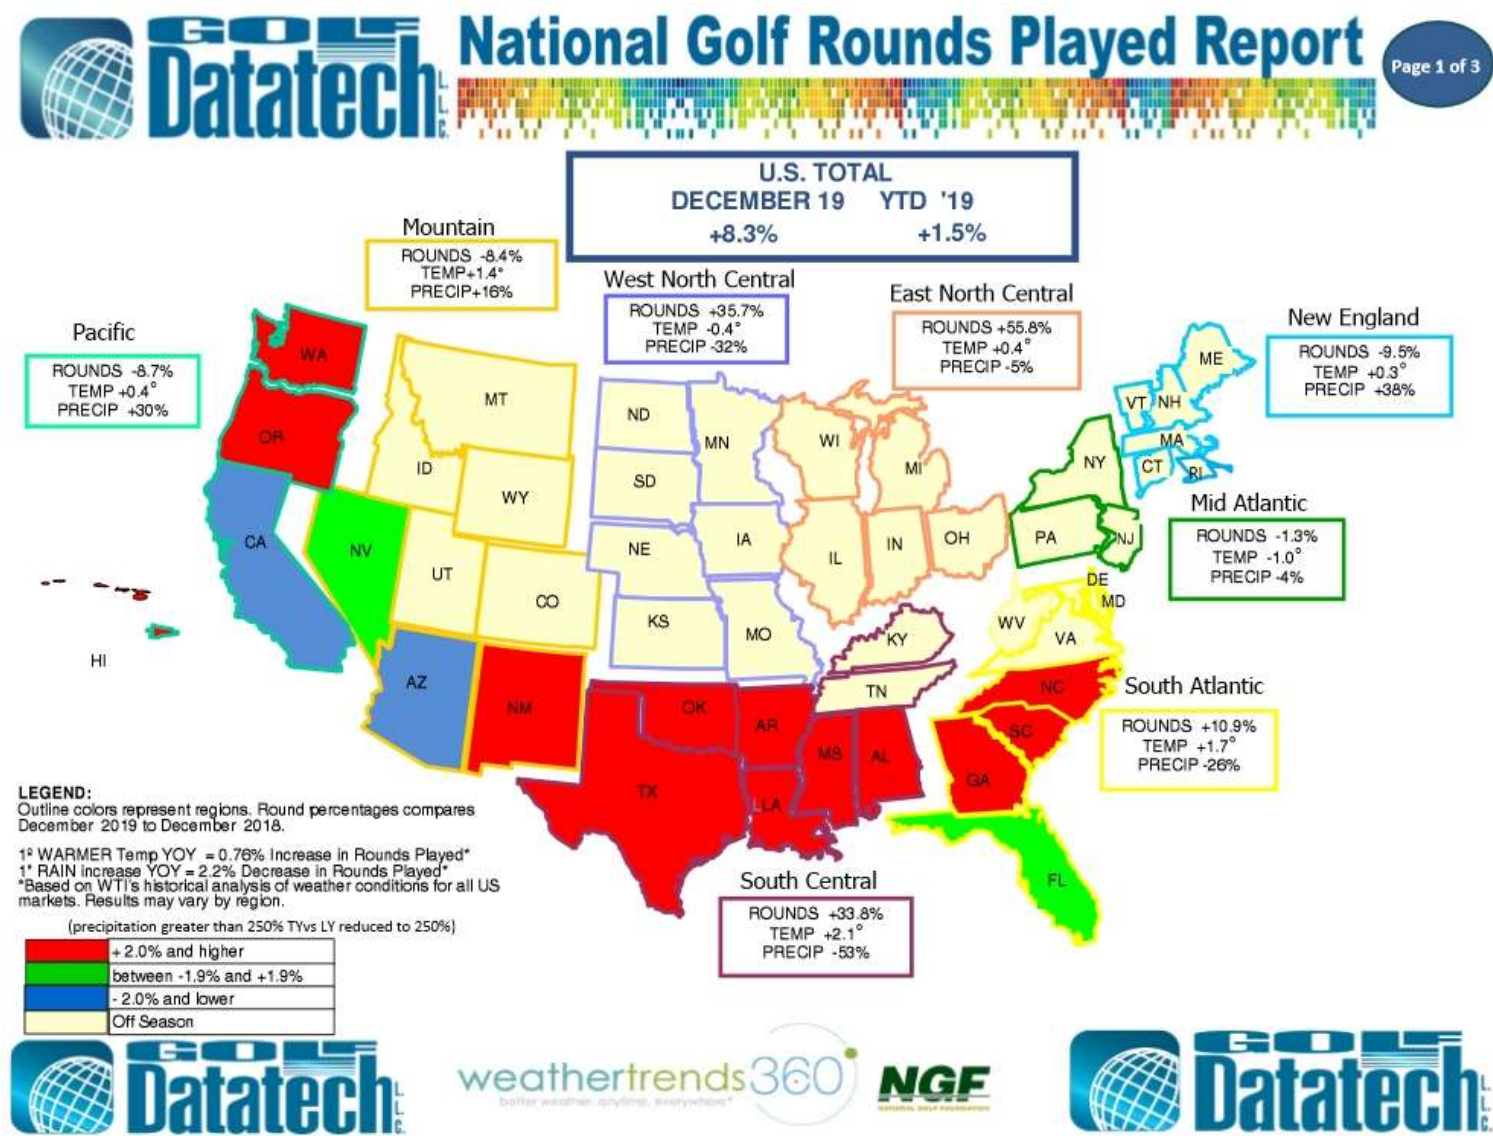 GOLF
Datatech
L.L.C.
National Golf Rounds Played Report
Page 1 of 3
U.S. TOTAL
DECEMBER 19 YTD '19
+8.3% +1.5%
Mountain
ROUNDS -8.4%
TEMP+1.4°
PRECIP+16%
West North Central
ROUNDS +35.7%
TEMP -0.4°
PRECIP -32%
East North Central
ROUNDS +55.8%
TEMP +0.4°
PRECIP -5%
New England
ROUNDS -9.5%
TEMP +0.3°
PRECIP +38%
Pacific
ROUNDS -8.7%
TEMP +0.4°
PRECIP +30%
Mid Atlantic
ROUNDS -1.3%
TEMP -1.0°
PRECIP -4%
South Atlantic
ROUNDS +10.9%
TEMP +1.7°
PRECIP -26%
South Central
ROUNDS +33.8%
TEMP +2.1°
PRECIP -53%
WA
OR
CA
NV
HI
MT
ID
WY
UT
CO
AZ
NM
ND
SD
MN
NE
IA
KS
MO
WI
MI
IL
IN
OH
ME
VT
NH
MA
CT
RI
NY
PA
NJ
DE
MD
WV
VA
NC
SC
GA
FL
KY
TN
OK
AR
TX
LLA
MS
AL
LEGEND:
Outline colors represent regions. Round percentages compares
December 2019 to December 2018.
1º WARMER Temp YOY = 0.76% Increase in Rounds Played*
1" RAIN increase YOY = 2.2% Decrease in Rounds Played*
*Based on WTI's historical analysis of weather conditions for all US
markets. Results may vary by region.
(precipitation greater than 250% TYvs LY reduced to 250%)
+ 2.0% and higher
between -1.9% and +1.9%
- 2.0% and lower
Off Season
GOLF
Datatech
L.L.C.
weathertrends360°
better weather. anytime. everywhere*
NGF
NATIONAL GOLF FOUNDATION
GOLF
Datatech
L.L.C.